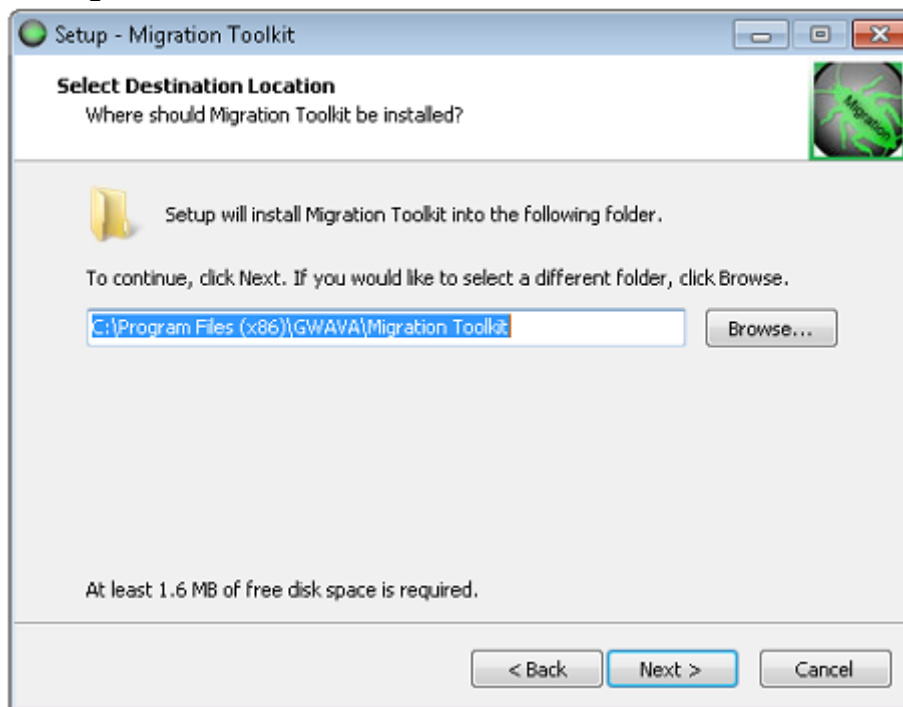 Setup - Migration Toolkit
Select Destination Location
Where should Migration Toolkit be installed?
Migration
Setup will install Migration Toolkit into the following folder.
To continue, click Next. If you would like to select a different folder, click Browse.
C:\Program Files (x86)\GWAVA\Migration Toolkit
Browse...
At least 1.6 MB of free disk space is required.
< Back
Next >
Cancel